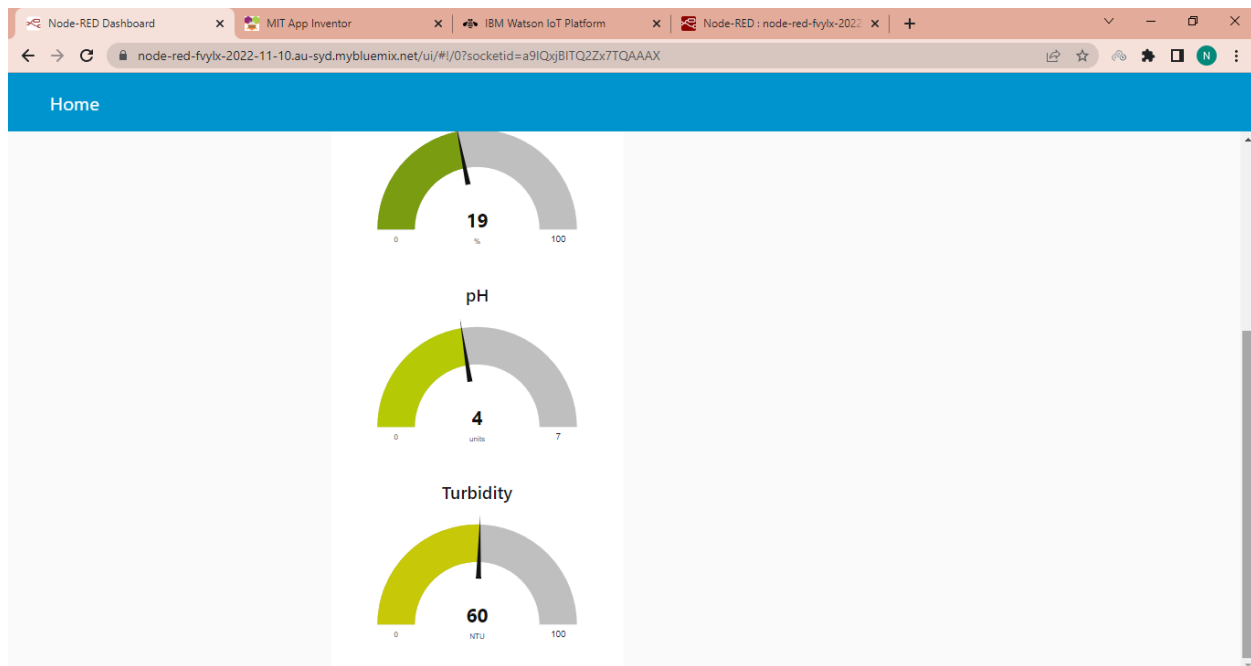 Node-RED Dashboard
MIT App Inventor
IBM Watson IoT Platform
Node-RED : node-red-fvylx-2022
node-red-fvylx-2022-11-10.au-syd.mybluemix.net/ui/#!/0?socketid=a9IQxjBITQ2Zx7TQAAAX
N
Home
19
0
%
100
pH
4
0
units
7
Turbidity
60
0
NTU
100